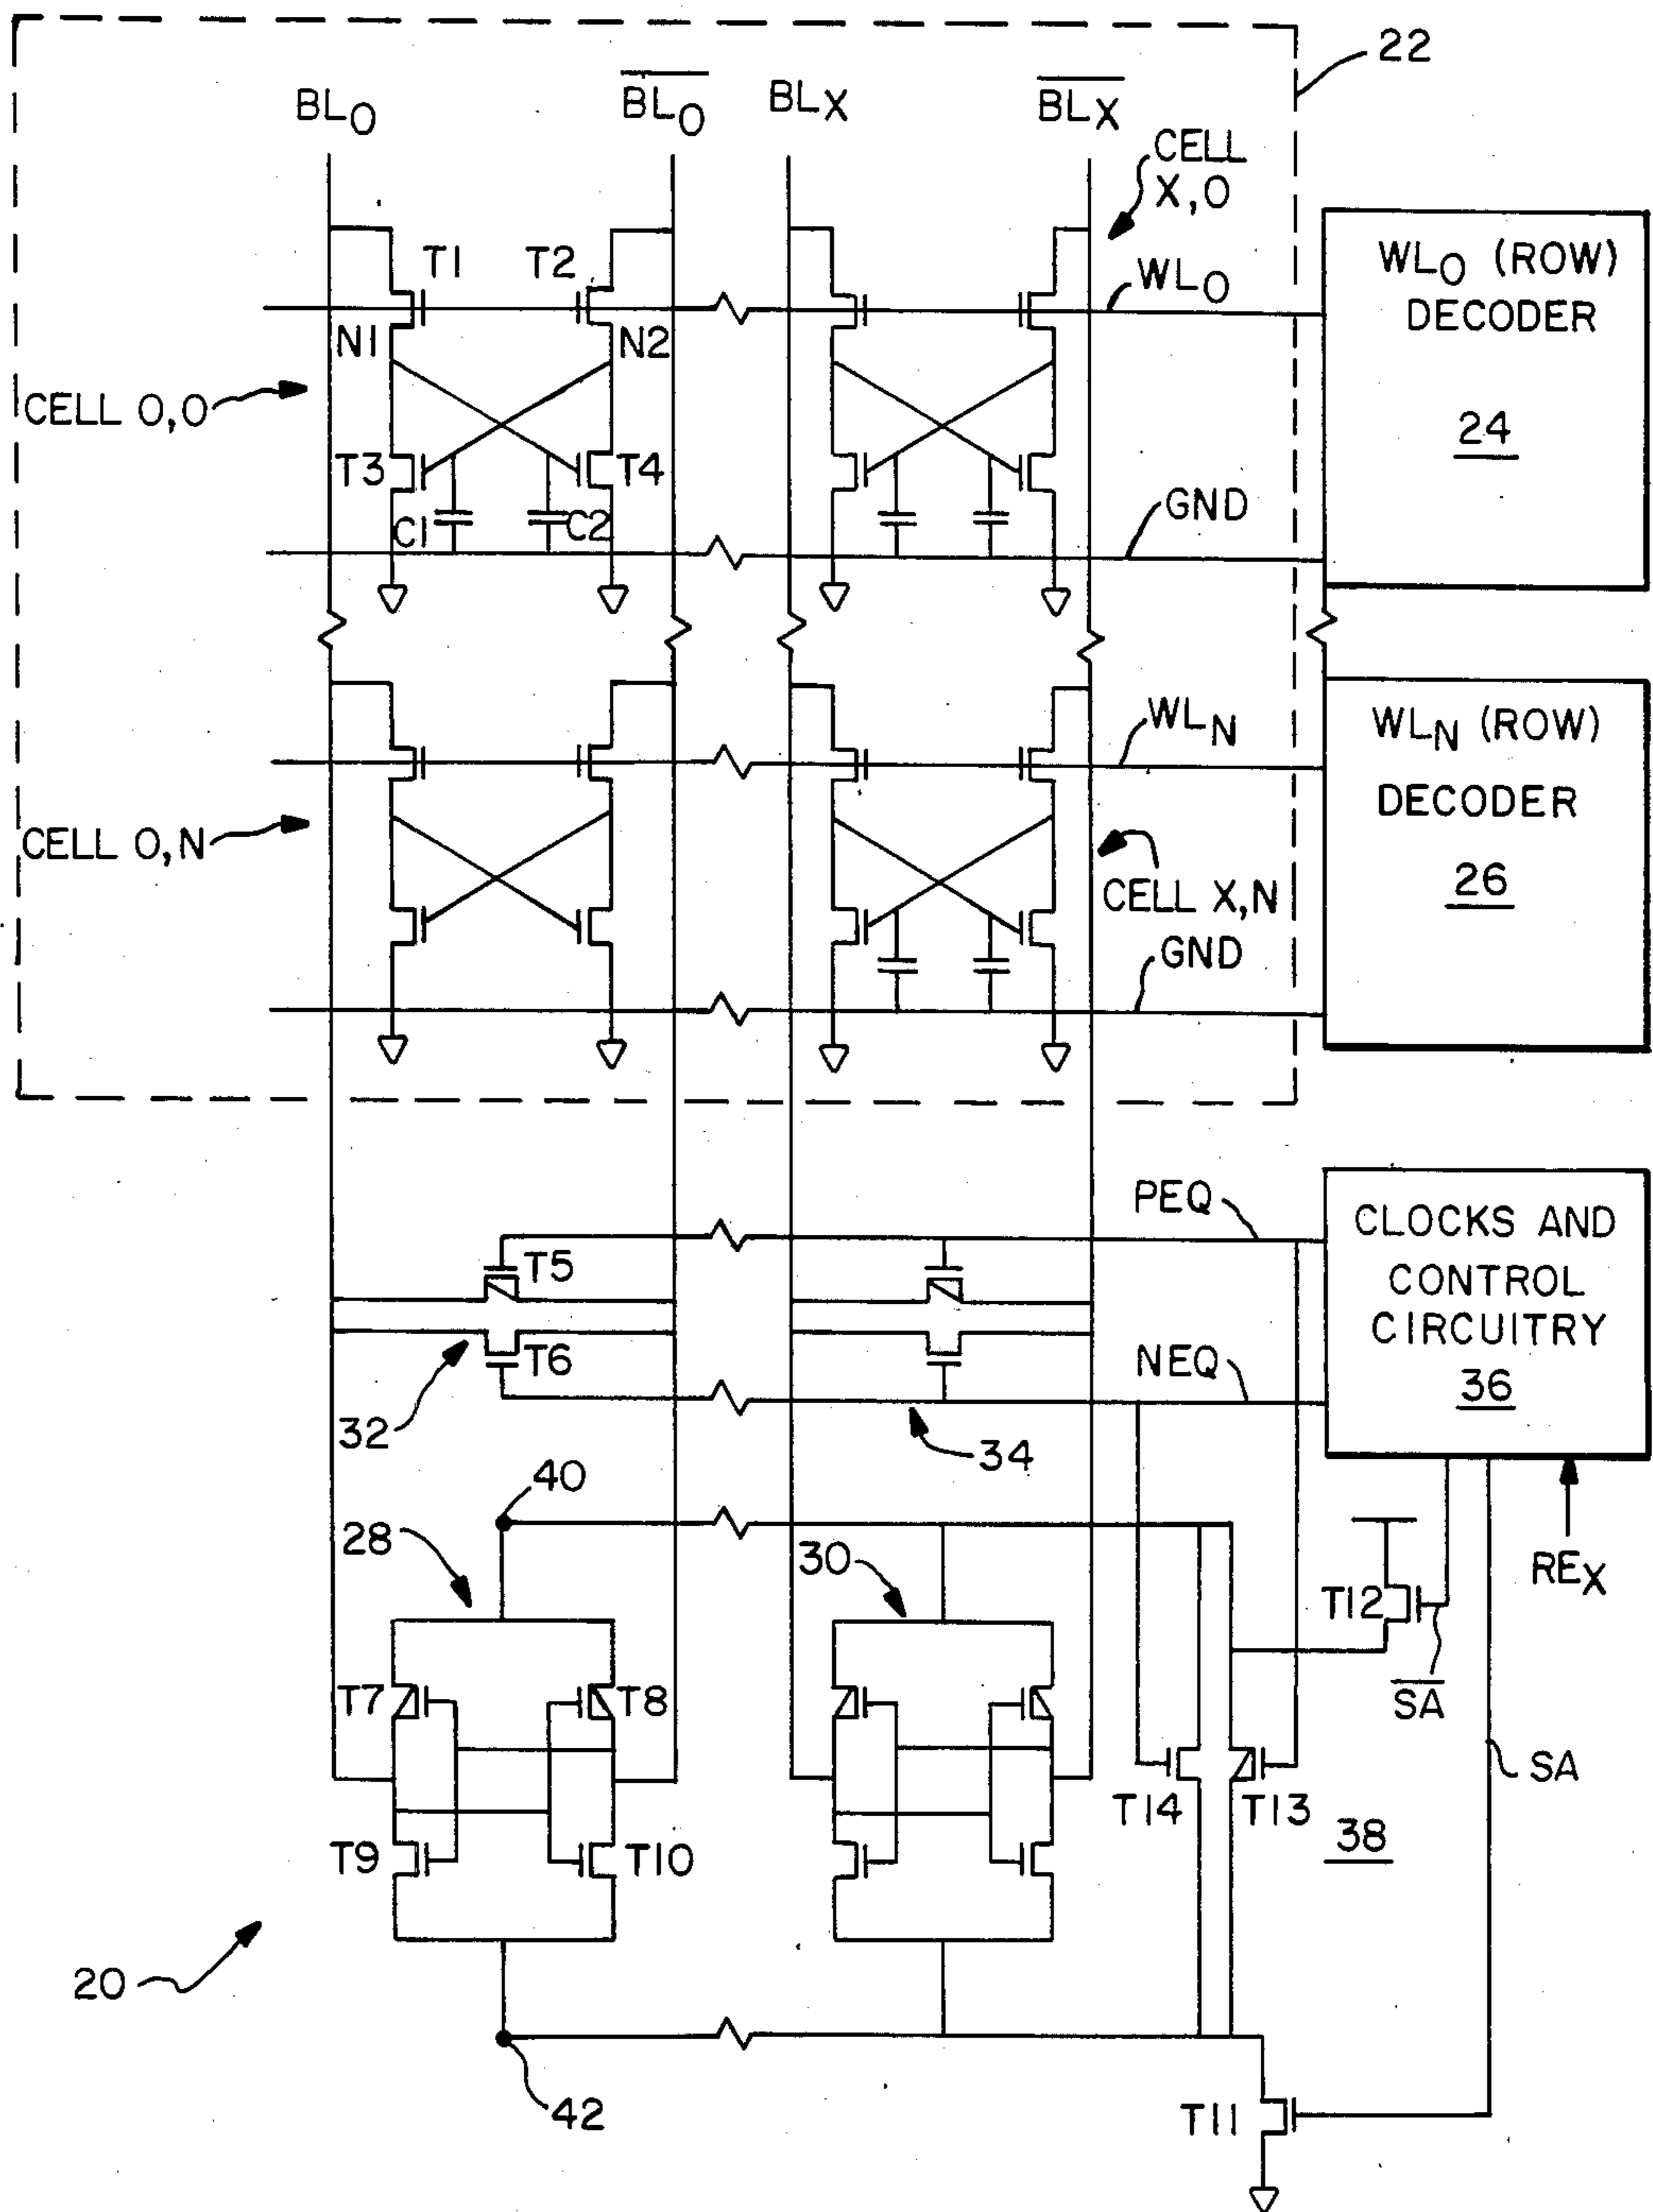 22
BL0
B̅L̅0̅
BLX
B̅L̅X̅
CELL
X,0
T1
T2
WL0
WL0 (ROW)
DECODER
24
N1
N2
CELL 0,0
T3
T4
C1
C2
GND
WLN
WLN (ROW)
DECODER
26
CELL 0,N
CELL X,N
GND
PEQ
CLOCKS AND
CONTROL
CIRCUITRY
36
T5
T6
NEQ
32
34
40
28
30
REX
T12
S̅A̅
T7
T8
SA
T14
T13
T9
T10
38
20
42
T11